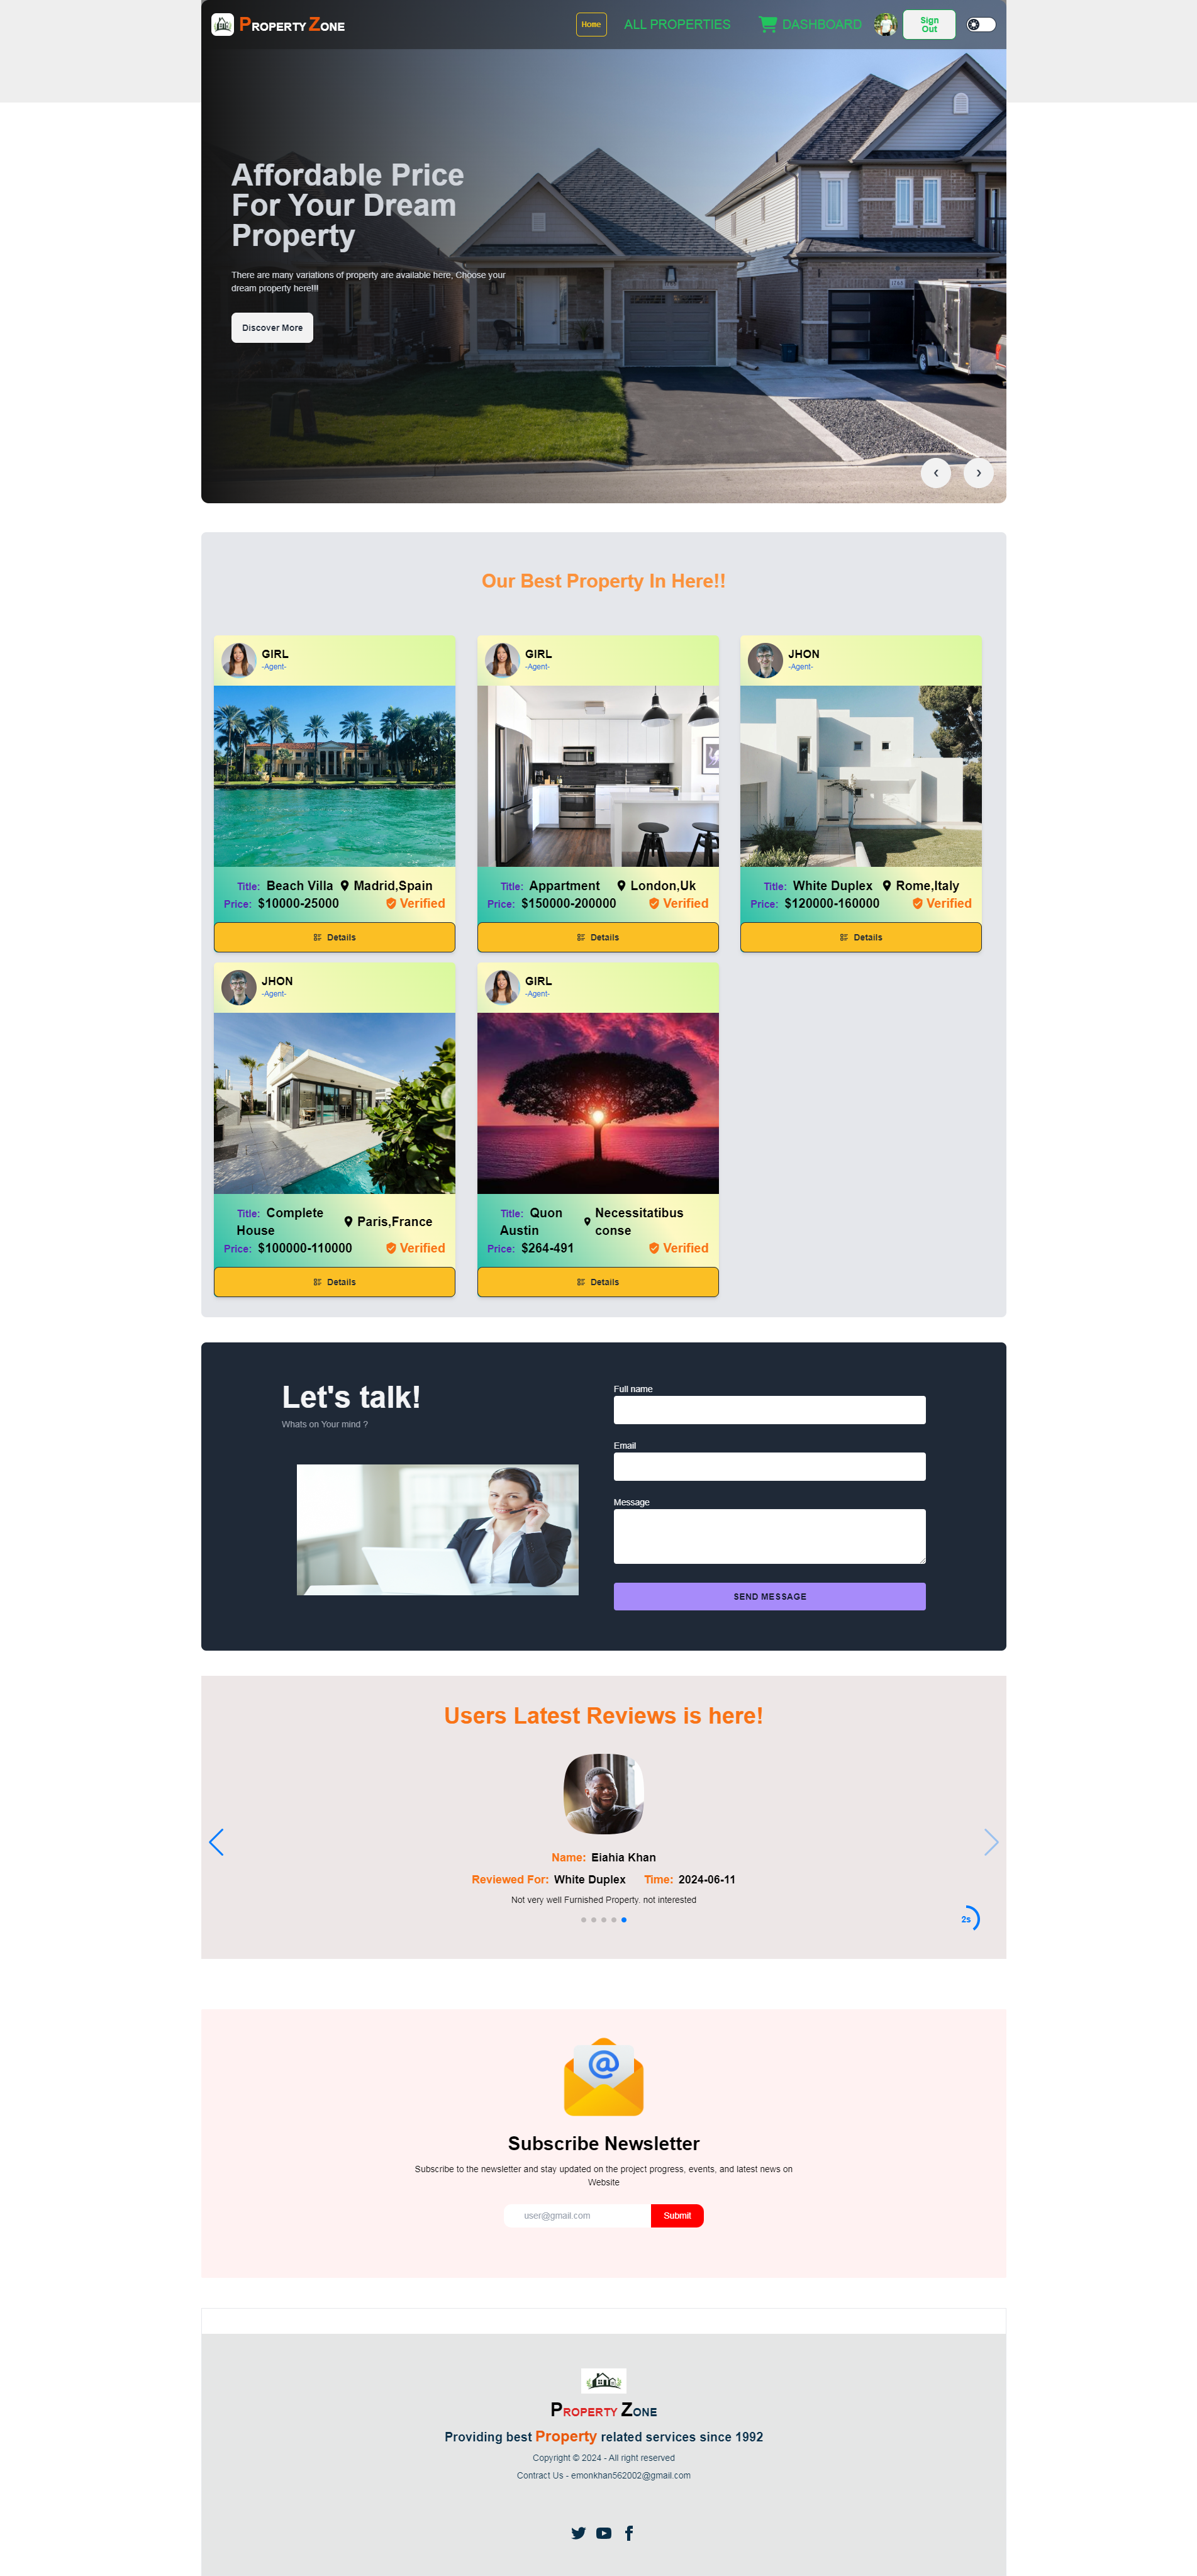 PROPERTY ZONE
Home
ALL PROPERTIES
DASHBOARD
Sign
Out
Affordable Price
For Your Dream
Property
There are many variations of property are available here, Choose your
dream property here!!!!
Discover More
❮
❯
Our Best Property In Here!!
GIRL
-Agent-
Title: Beach Villa Madrid,Spain
Price: $10000-25000 Verified
Details
GIRL
-Agent-
Title: Appartment London,Uk
Price: $150000-200000 Verified
Details
JHON
-Agent-
Title: White Duplex Rome,Italy
Price: $120000-160000 Verified
Details
JHON
-Agent-
Title: Complete
House
Paris,France
Price: $100000-110000 Verified
Details
GIRL
-Agent-
Title: Quon
Austin
Necessitatibus
conse
Price: $264-491 Verified
Details
Let's talk!
Whats on Your mind ?
Full name
Email
Message
SEND MESSAGE
Users Latest Reviews is here!
Name: Eiahia Khan
Reviewed For: White Duplex Time: 2024-06-11
Not very well Furnished Property. not interested
2s
@
Subscribe Newsletter
Subscribe to the newsletter and stay updated on the project progress, events, and latest news on
Website
user@gmail.com
Submit
PROPERTY ZONE
Providing best Property related services since 1992
Copyright © 2024 - All right reserved
Contract Us - emonkhan562002@gmail.com